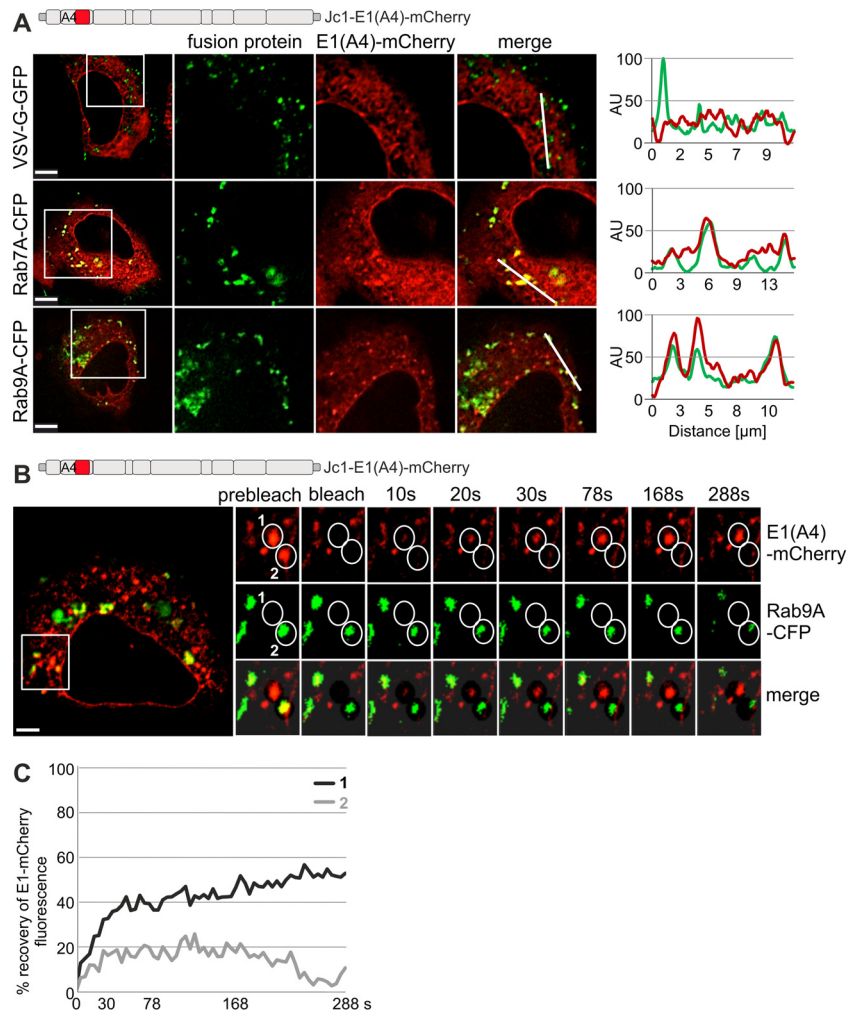 A
A4
Jc1-E1(A4)-mCherry
fusion protein E1(A4)-mCherry merge
VSV-G-GFP
AU
100
50
0
0 2 5 7 9
Rab7A-CFP
AU
100
50
0
0 3 6 9 13
Rab9A-CFP
AU
100
50
0
0 3 5 8 10
Distance [µm]
B
A4
Jc1-E1(A4)-mCherry
prebleach bleach 10s 20s 30s 78s 168s 288s
1
2
E1(A4)
-mCherry
1
2
Rab9A
-CFP
merge
C
% recovery of E1-mCherry
fluorescence
100
80
60
40
20
0
1
2
0 30 78 168 288 s